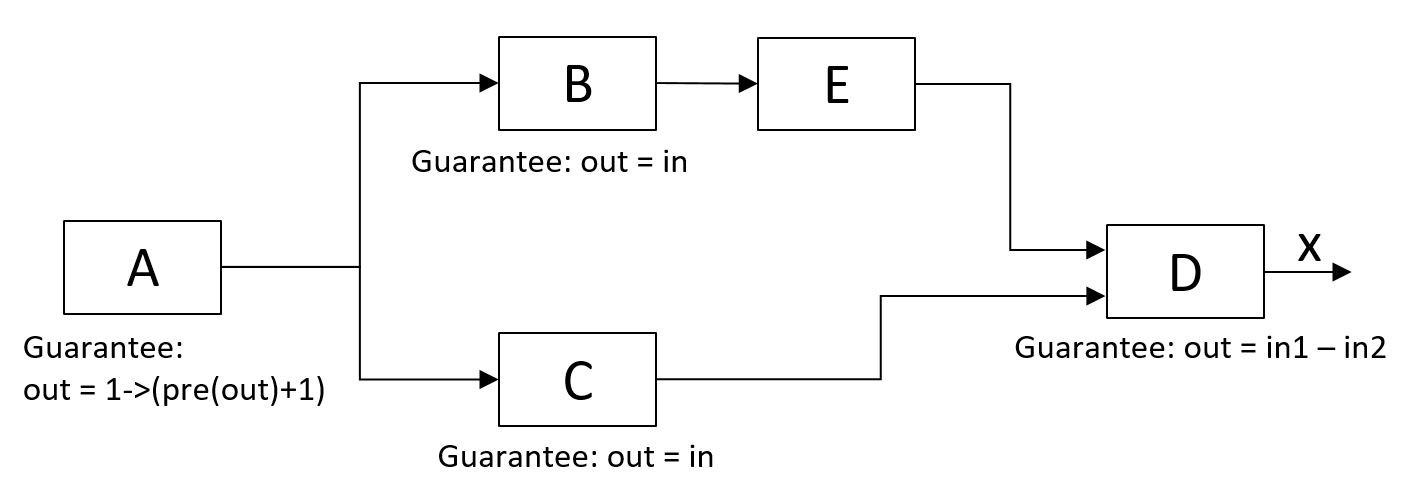 B
E
Guarantee: out = in
A
D
X
Guarantee:
out = 1->(pre(out)+1)
Guarantee: out = in1 – in2
C
Guarantee: out = in